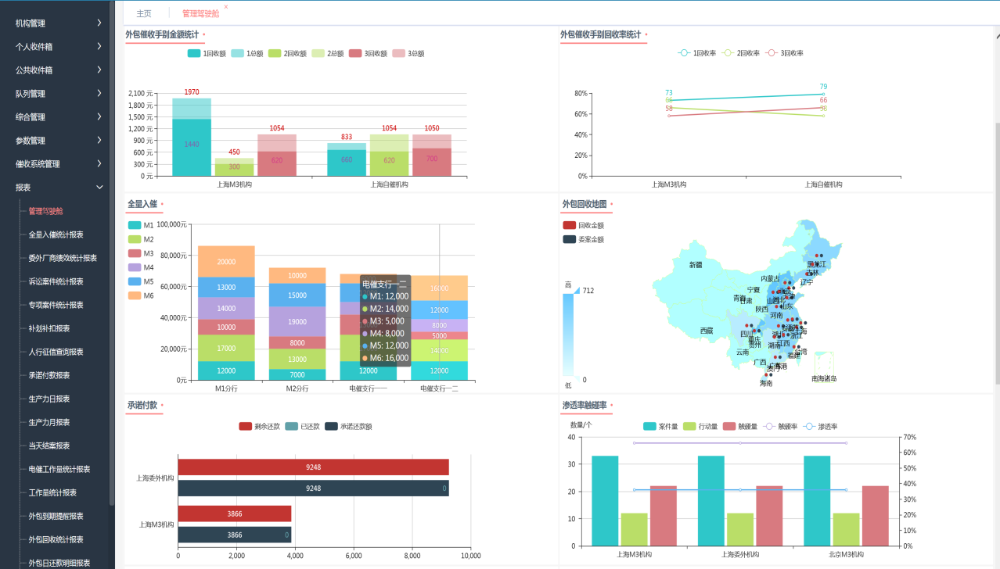 机构管理
个人收件箱
公共收件箱
队列管理
综合管理
参数管理
催收系统管理
报表
管理驾驶舱
全量入催统计报表
委外厂商绩效统计报表
诉讼案件统计报表
专项案件统计报表
补划补扣报表
人行征信查询报表
承诺付款报表
生产力日报表
生产力月报表
当天结案报表
电催工作量统计报表
工作量统计报表
外包到期提醒报表
外包回收统计报表
外包日还款明细报表
主页 管理驾驶舱 x
外包催收手别金额统计
1回收额 1总额 2回收额 2总额 3回收额 3总额
2,100 元
1,800 元
1,500 元
1,200 元
900 元
600 元
300 元
0 元
1970
1440
450
300
1054
620
833
660
1054
620
1050
700
上海M3机构 上海自催机构
外包催收手别回收率统计
1回收率 2回收率 3回收率
80%
60%
40%
20%
0%
73
66
58
79
66
58
上海M3机构 上海自催机构
全量入催
M1
M2
M3
M4
M5
M6
100,000元
80,000元
60,000元
40,000元
20,000元
0元
20000
13000
14000
10000
17000
12000
10000
15000
19000
8000
13000
7000
12000
16000
12000
8000
5000
14000
12000
电催支行一二
M1: 12,000
M2: 14,000
M3: 5,000
M4: 8,000
M5: 12,000
M6: 16,000
M1分行 M2分行 电催支行一一 电催支行一二
外包回收地图
回收金额
委案金额
高
712
0
低
新疆
黑龙江
吉林
辽宁
内蒙古
宁夏
青海
甘肃
山西
河北
山东
陕西
河南
西藏
四川
重庆
贵州
湖南
江西
浙江
云南
福建
台湾
广西
澳门
海南
南海诸岛
承诺付款
剩余还款 已还款 承诺还款额
上海委外机构
9248
9248 0
上海M3机构
3866
3866 0
0 2,000 4,000 6,000 8,000 10,000
渗透率触碰率
数量/个
案件量 行动量 触碰量 触碰率 渗透率
40
30
20
10
0
70%
60%
50%
40%
30%
20%
10%
0%
上海M3机构 上海委外机构 北京M3机构